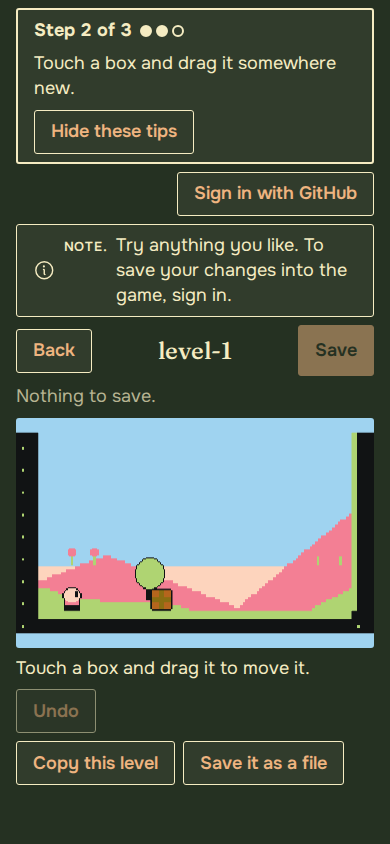 Step 2 of 3
Touch a box and drag it somewhere
new.
Hide these tips
Sign in with GitHub
NOTE. Try anything you like. To
save your changes into the
game, sign in.
Back
level-1
Save
Nothing to save.
Touch a box and drag it to move it.
Undo
Copy this level
Save it as a file